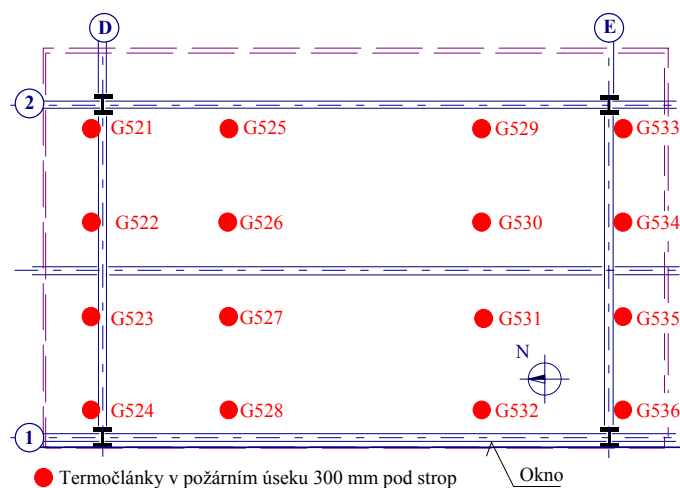 D E
2
G521 G525 G529 G533
G522 G526 G530 G534
G523 G527 G531 G535
N
G524 G528 G532 G536
1
Termočlánky v požárním úseku 300 mm pod strop
Okno